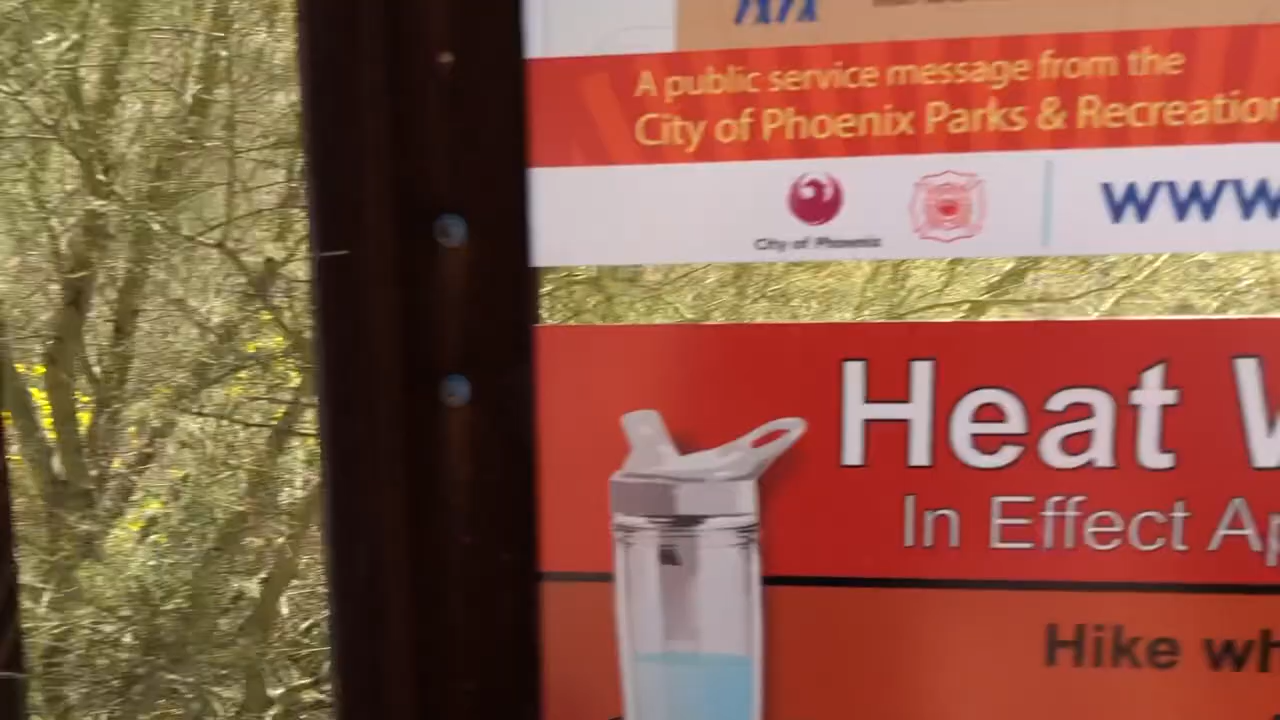 A public service message from the
City of Phoenix Parks & Recreation
City of Phoenix
www
Heat
In Effect
Hike